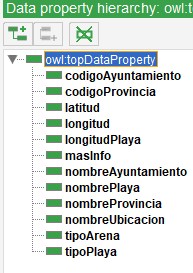 Data property hierarchy: owl:t
owl:topDataProperty
codigoAyuntamiento
codigoProvincia
latitud
longitud
longitudPlaya
masInfo
nombreAyuntamiento
nombrePlaya
nombreProvincia
nombreUbicacion
tipoArena
tipoPlaya